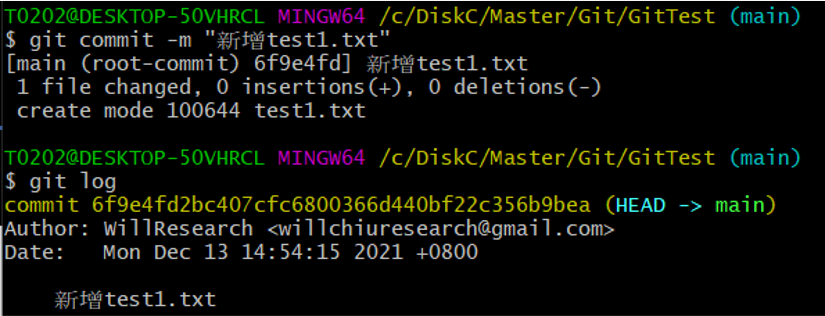 T0202@DESKTOP-5OVHRCL MINGW64 /c/DiskC/Master/Git/GitTest (main)
$ git commit -m "新增test1.txt"
[main (root-commit) 6f9e4fd] 新增test1.txt
 1 file changed, 0 insertions(+), 0 deletions(-)
 create mode 100644 test1.txt
T0202@DESKTOP-5OVHRCL MINGW64 /c/DiskC/Master/Git/GitTest (main)
$ git log
commit 6f9e4fd2bc407cfc6800366d440bf22c356b9bea (HEAD -> main)
Author: WillResearch <willchiuresearch@gmail.com>
Date:   Mon Dec 13 14:54:15 2021 +0800
    新增test1.txt